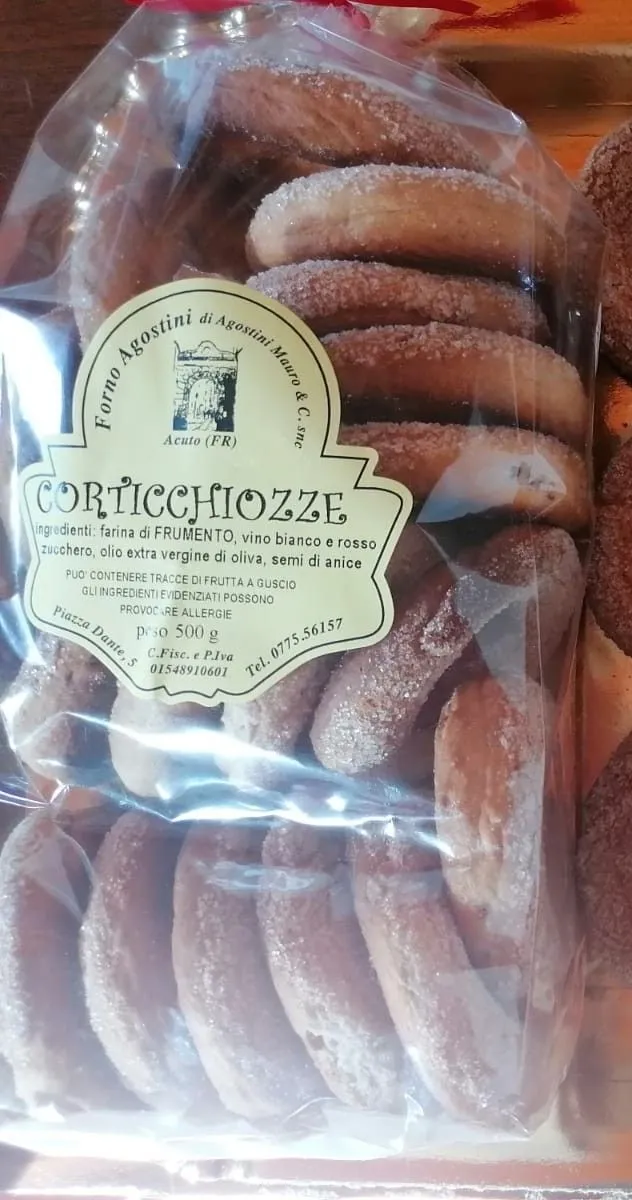 Forno Agostini di Agostini Mauro & C. snc
Acuto (FR)
CORTICCHIOZZE
ingredienti: farina di FRUMENTO, vino bianco e rosso
zucchero, olio extra vergine di oliva, semi di anice
PUO' CONTENERE TRACCE DI FRUTTA A GUSCIO
GLI INGREDIENTI EVIDENZIATI POSSONO
PROVOCARE ALLERGIE
peso 500 g
Piazza Dante, 5
C.Fisc. e P.Iva
01548910601
Tel. 0775.56157